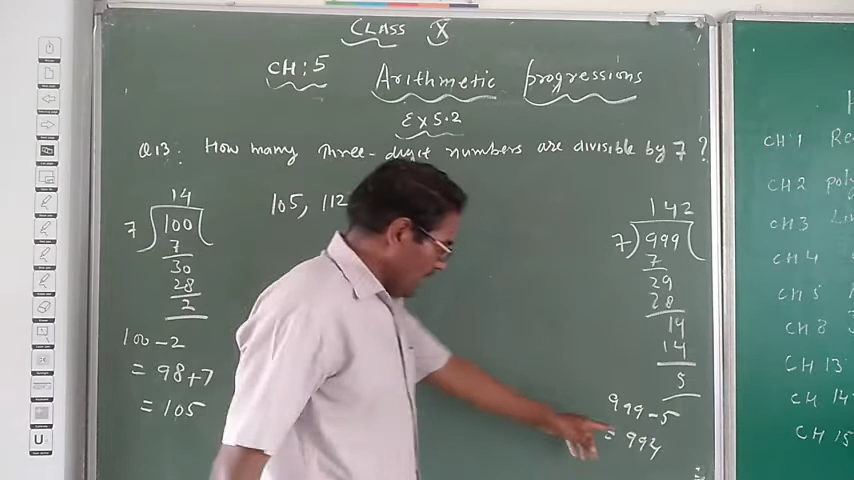 CLASS X
CH: 5 Arithmetic progressions
Ex 5.2
Q13: How many Three-digit numbers are divisible by 7 ?
14
7 ) 100 (
7
30
28
2
100 - 2
= 98 + 7
= 105
105, 112
142
7 ) 999 (
7
29
28
19
14
5
999 - 5
= 994
CH 1 Re
CH 2 poly
CH 3
CH 4
CH 5
CH 8
CH 13
CH 14
CH 15
U